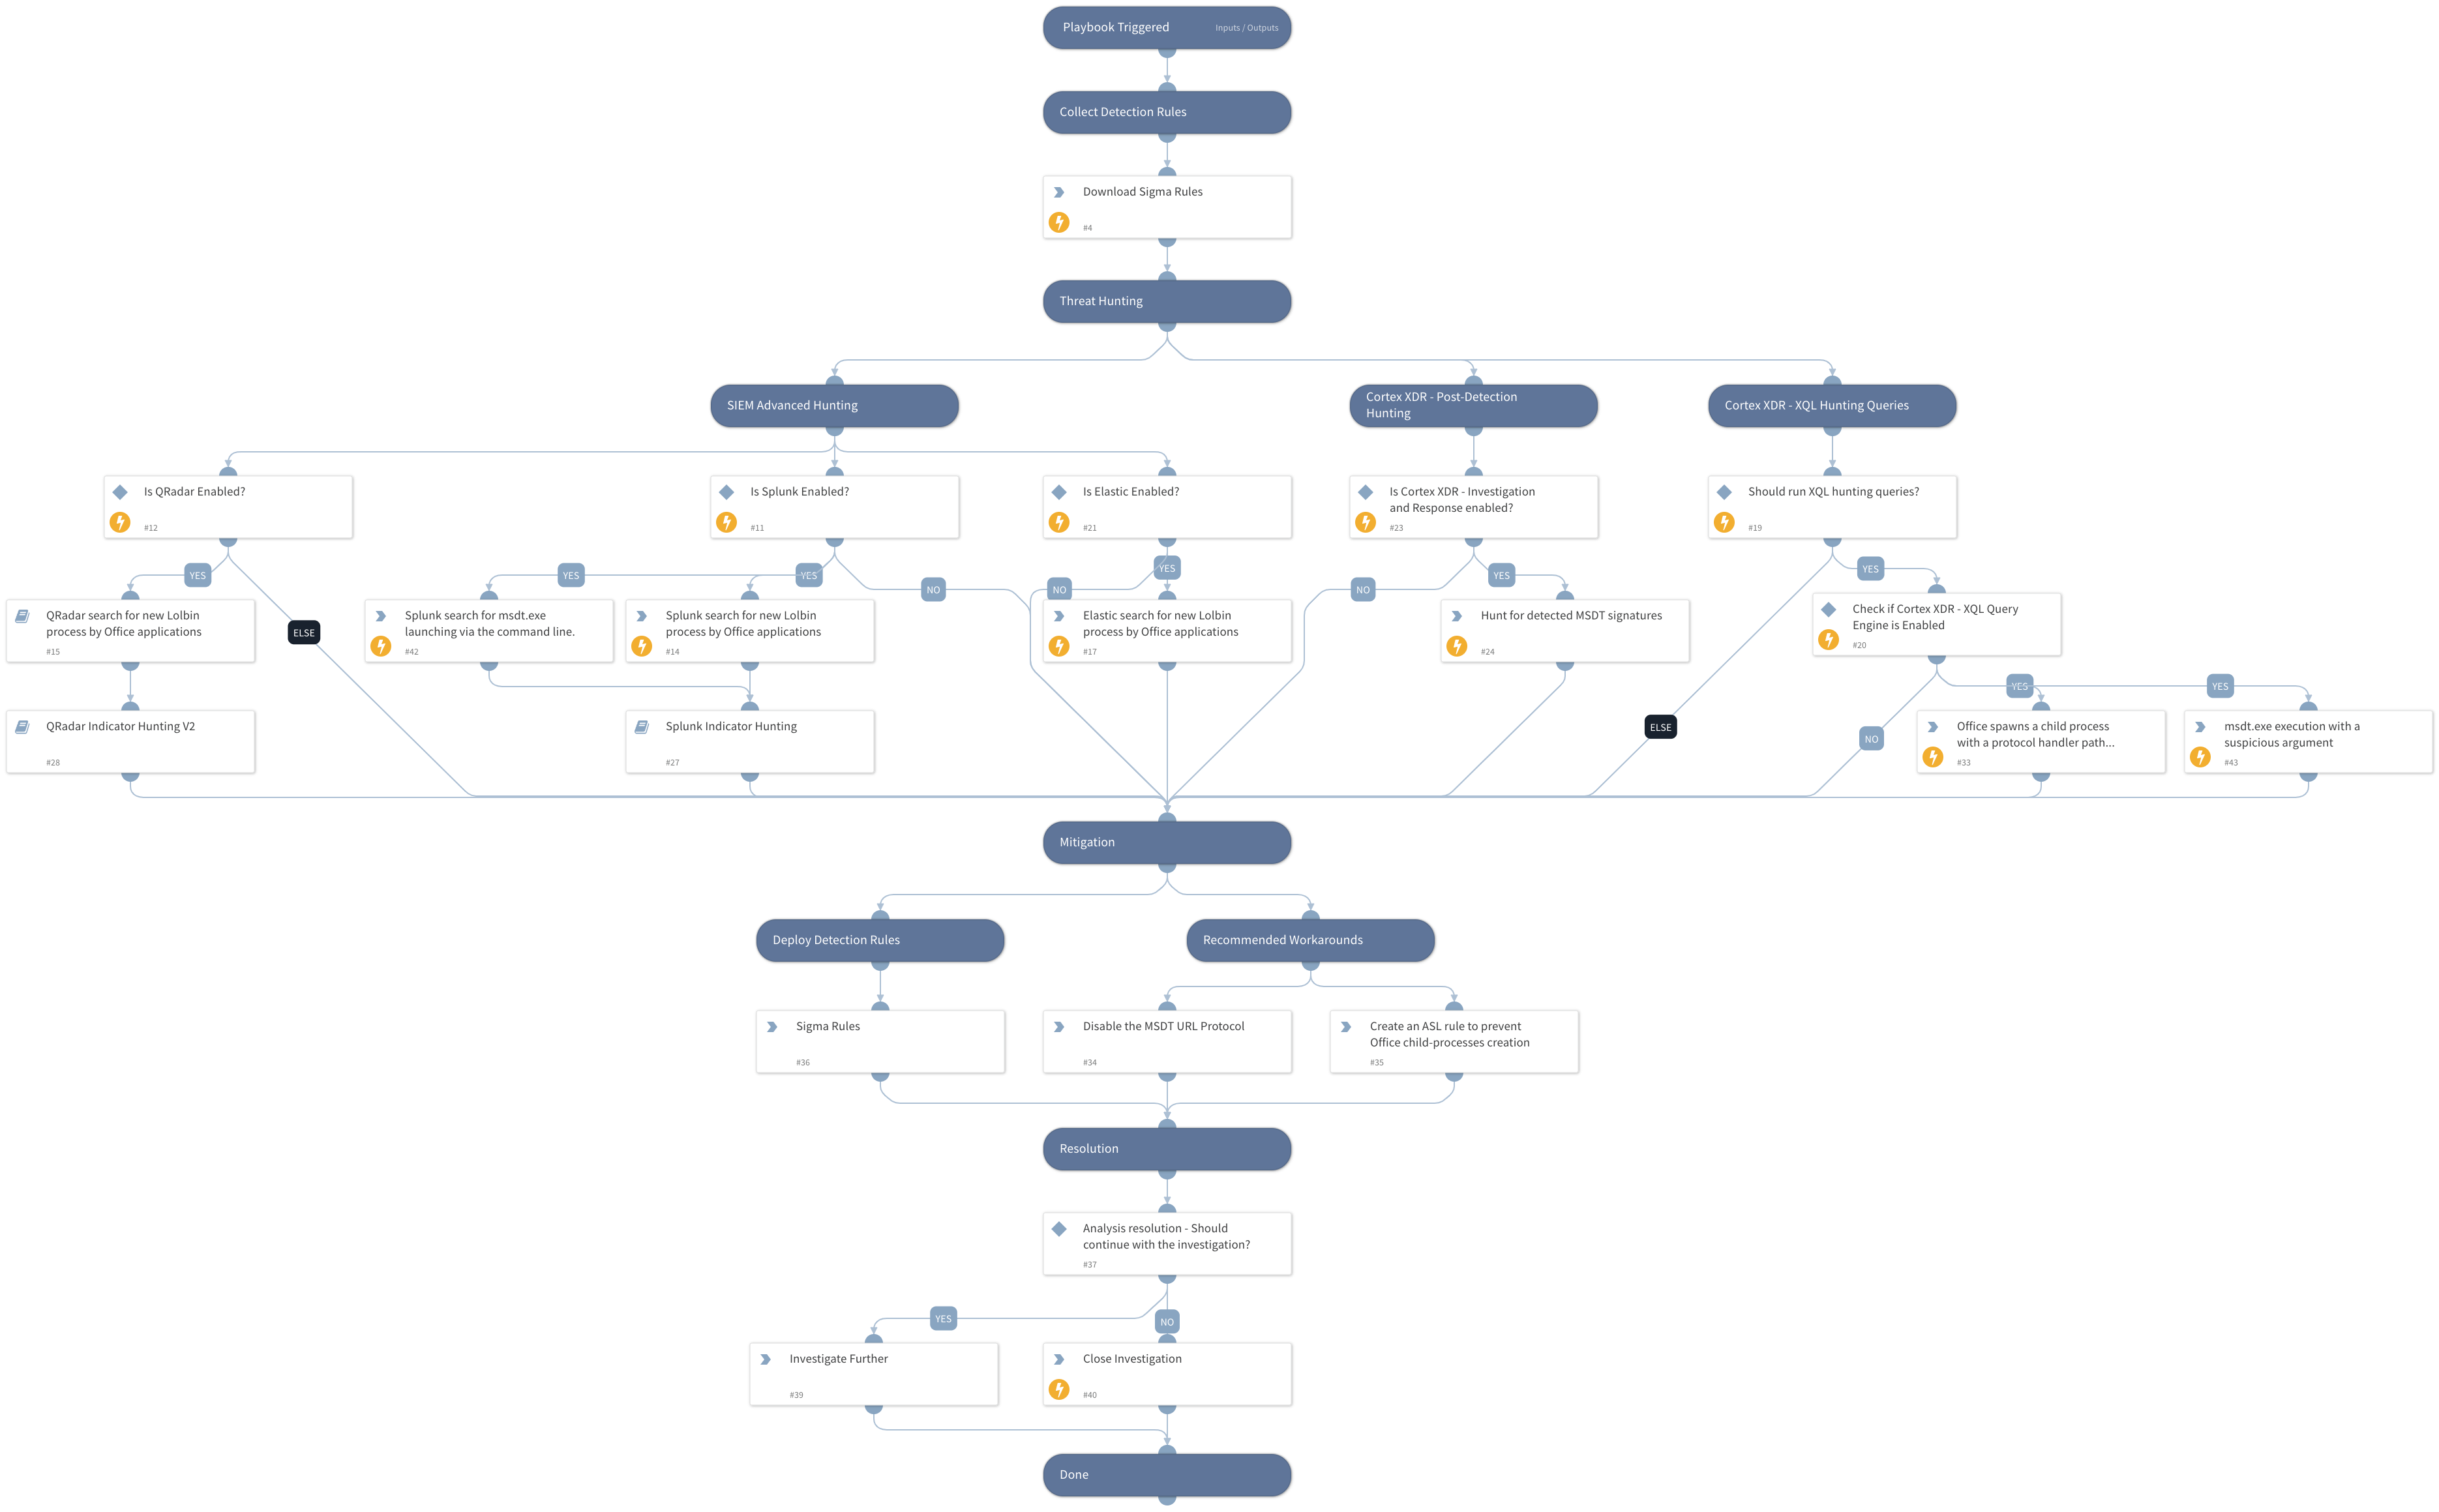 Playbook Triggered
Inputs / Outputs
Collect Detection Rules
Download Sigma Rules
#4
Threat Hunting
SIEM Advanced Hunting
Cortex XDR - Post-Detection
Hunting
Cortex XDR - XQL Hunting Queries
Is QRadar Enabled?
#12
Is Splunk Enabled?
#11
Is Elastic Enabled?
#21
Is Cortex XDR - Investigation
and Response enabled?
#23
Should run XQL hunting queries?
#19
YES
YES
YES
NO
NO
YES
NO
YES
YES
ELSE
QRadar search for new Lolbin
process by Office applications
#15
Splunk search for msdt.exe
launching via the command line.
#42
Splunk search for new Lolbin
process by Office applications
#14
Elastic search for new Lolbin
process by Office applications
#17
Hunt for detected MSDT signatures
#24
Check if Cortex XDR - XQL Query
Engine is Enabled
#20
ELSE
NO
YES
YES
QRadar Indicator Hunting V2
#28
Splunk Indicator Hunting
#27
Office spawns a child process
with a protocol handler path...
#33
msdt.exe execution with a
suspicious argument
#43
Mitigation
Deploy Detection Rules
Recommended Workarounds
Sigma Rules
#36
Disable the MSDT URL Protocol
#34
Create an ASL rule to prevent
Office child-processes creation
#35
Resolution
Analysis resolution - Should
continue with the investigation?
#37
YES
NO
Investigate Further
#39
Close Investigation
#40
Done